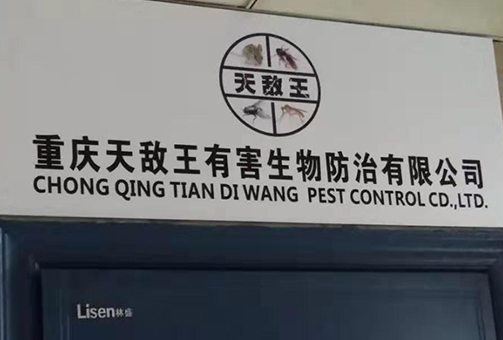 天敌王
重庆天敌王有害生物防治有限公司
CHONG QING TIAN DI WANG PEST CONTROL CD.,LTD.
Lisen林盛